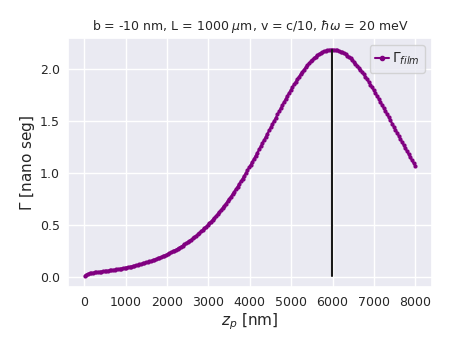 b = -10 nm, L = 1000 μm, v = c/10, ℏω = 20 meV
Γ_film
Γ [nano seg]
2.0
1.5
1.0
0.5
0.0
0 1000 2000 3000 4000 5000 6000 7000 8000
z_p [nm]